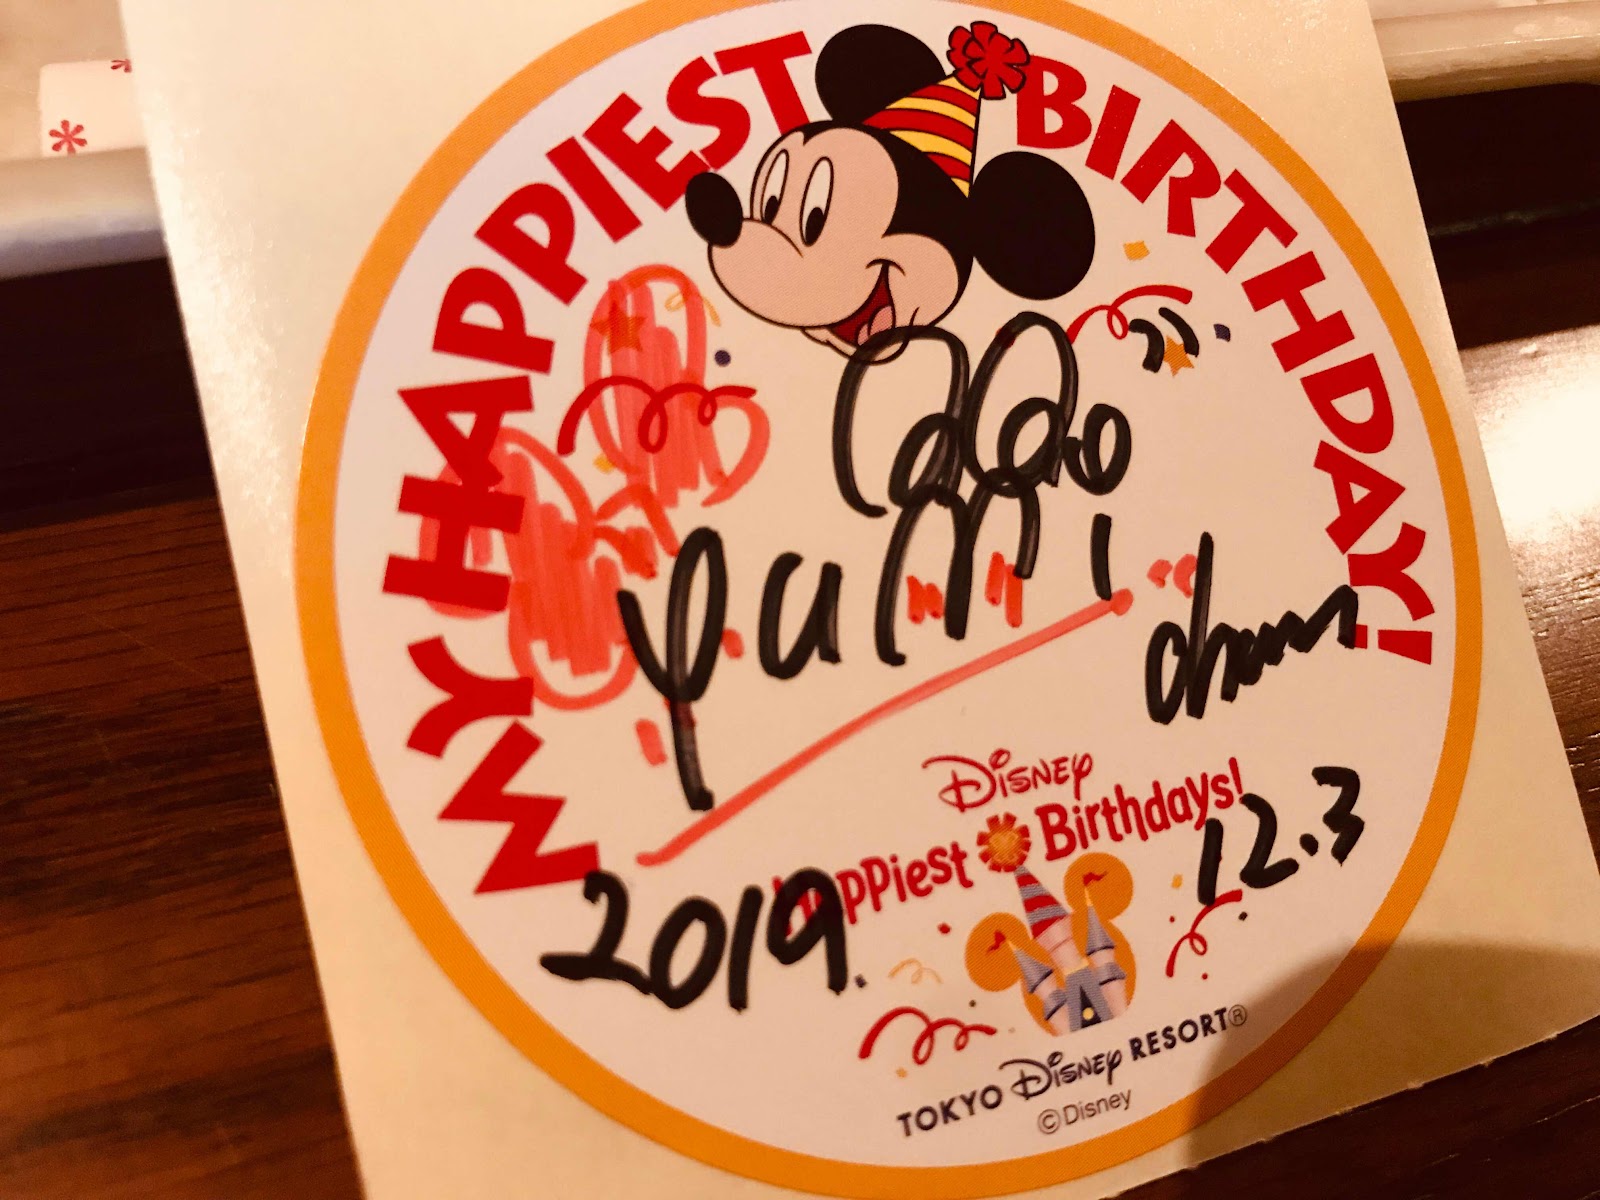 MY HAPPIEST BIRTHDAY!
YUMI
chan
DISNEY
Happiest Birthdays!
2019. 12.3
TOKYO DISNEY RESORT®
©Disney